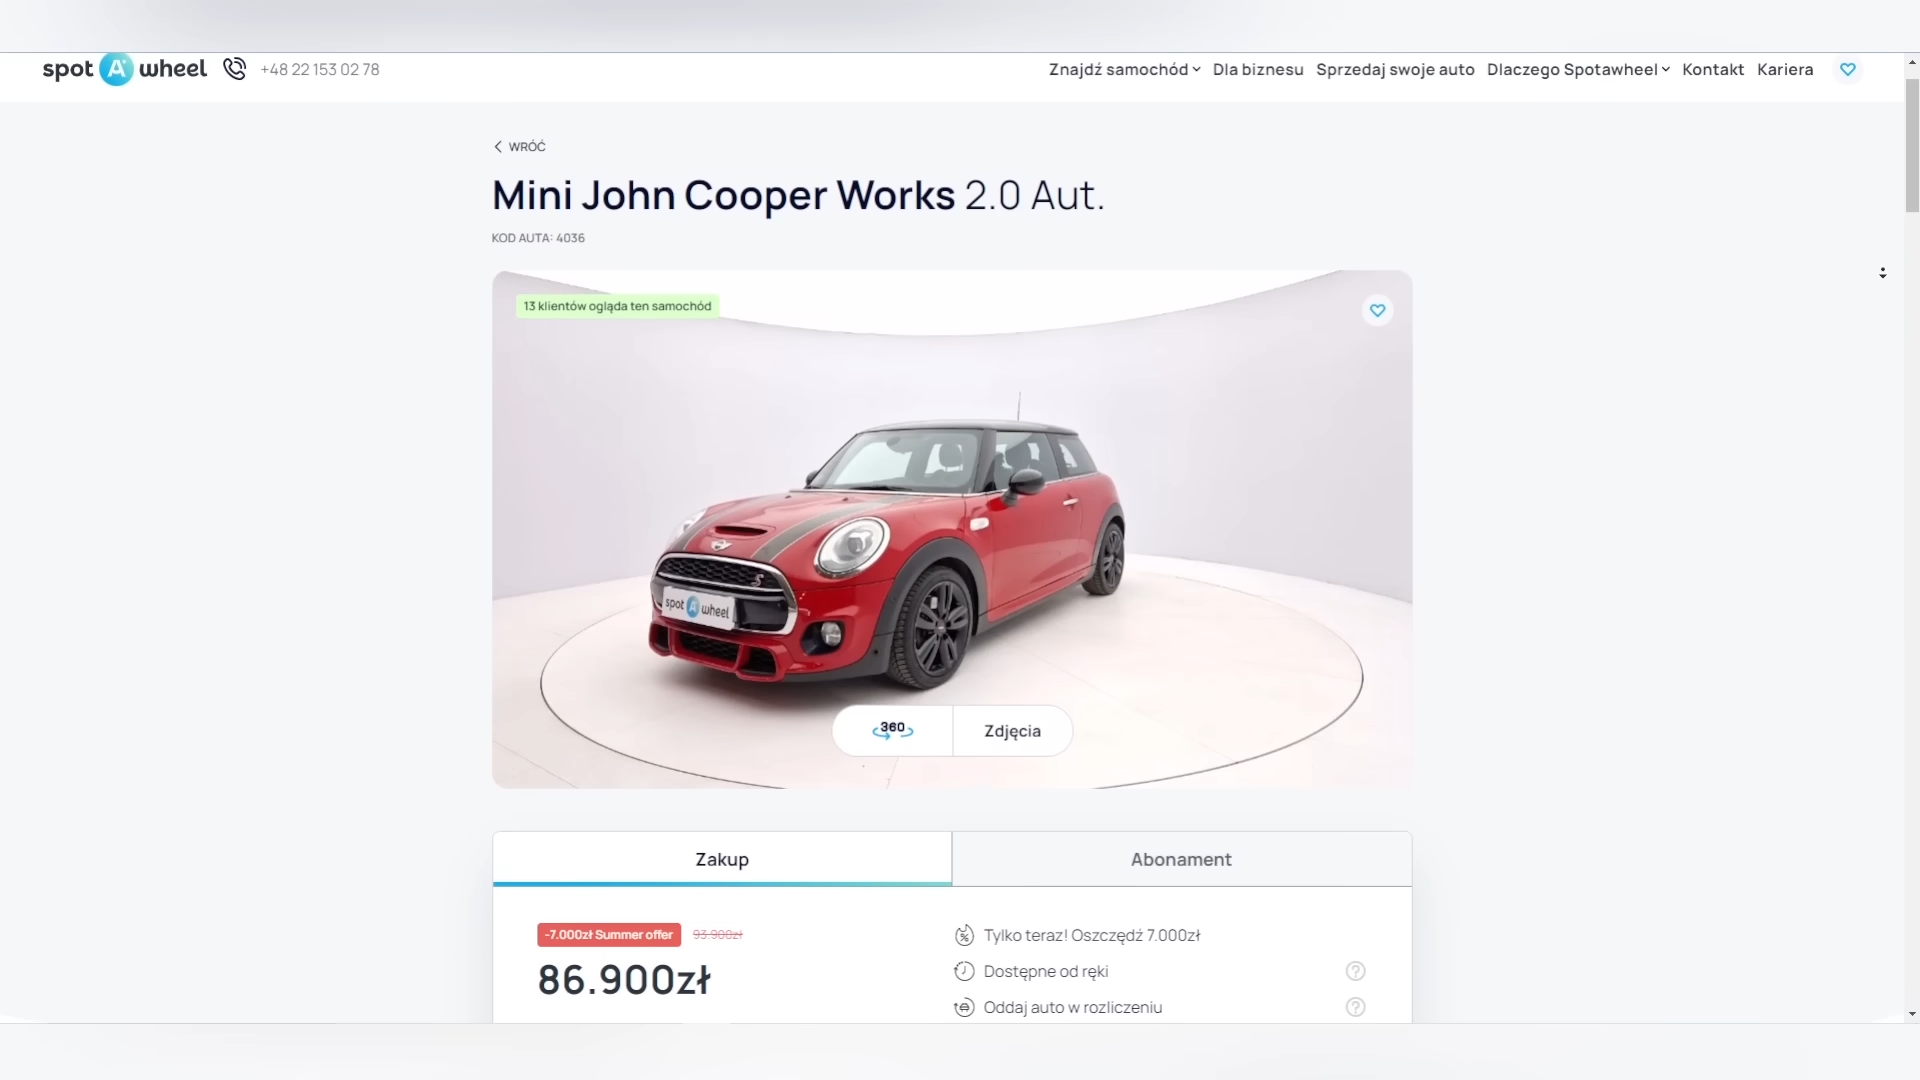 spot A wheel +48 22 153 02 78 Znajdź samochód Dla biznesu Sprzedaj swoje auto Dlaczego Spotawheel Kontakt Kariera
WRÓĆ
Mini John Cooper Works 2.0 Aut.
KOD AUTA: 4036
13 klientów ogląda ten samochód
S
spot A wheel
360 Zdjęcia
Zakup Abonament
-7.000zł Summer offer 93.900zł
86.900zł
Tylko teraz! Oszczędź 7.000zł
Dostępne od ręki ?
Oddaj auto w rozliczeniu ?